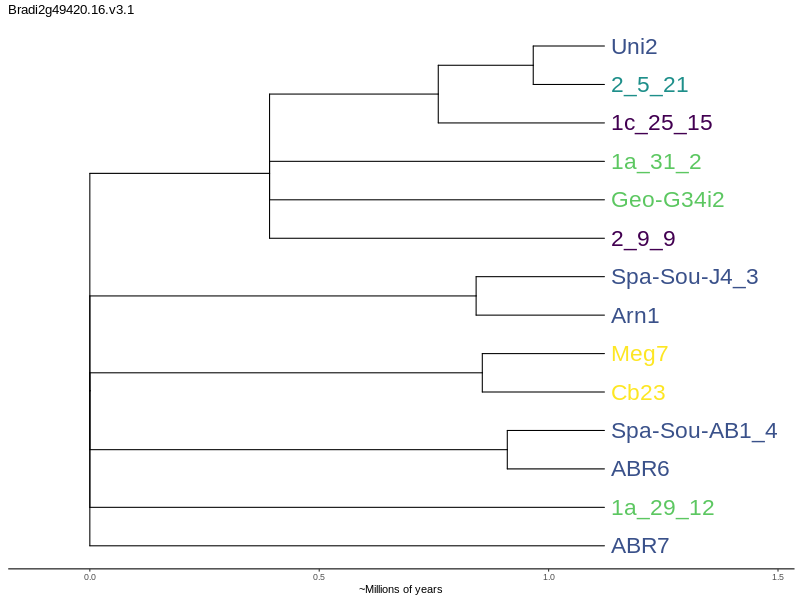 Bradi2g49420.16.v3.1
Uni2
2_5_21
1c_25_15
1a_31_2
Geo-G34i2
2_9_9
Spa-Sou-J4_3
Arn1
Meg7
Cb23
Spa-Sou-AB1_4
ABR6
1a_29_12
ABR7
0.0 0.5 1.0 1.5
~Millions of years